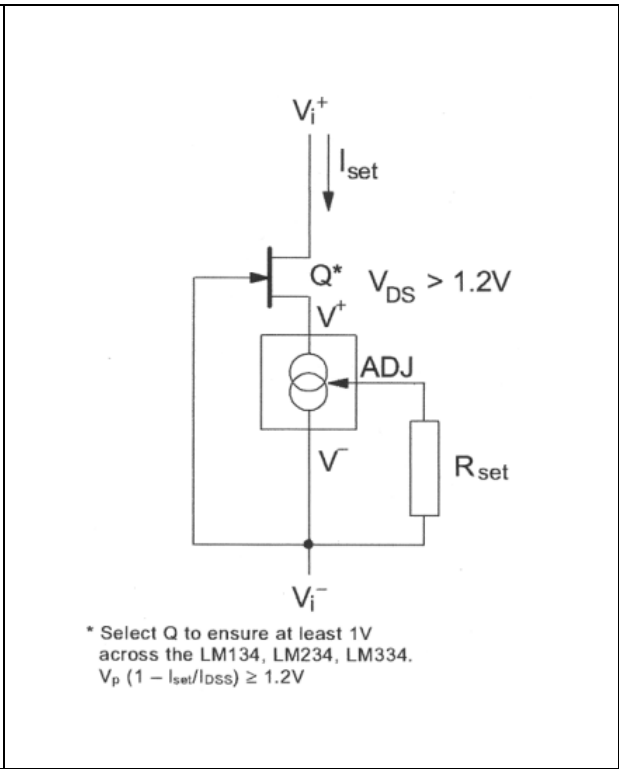 Vi+
Iset
Q* VDS > 1.2V
V+
ADJ
V−
Rset
Vi−
* Select Q to ensure at least 1V
across the LM134, LM234, LM334.
Vp (1 – Iset/IDSS) ≥ 1.2V